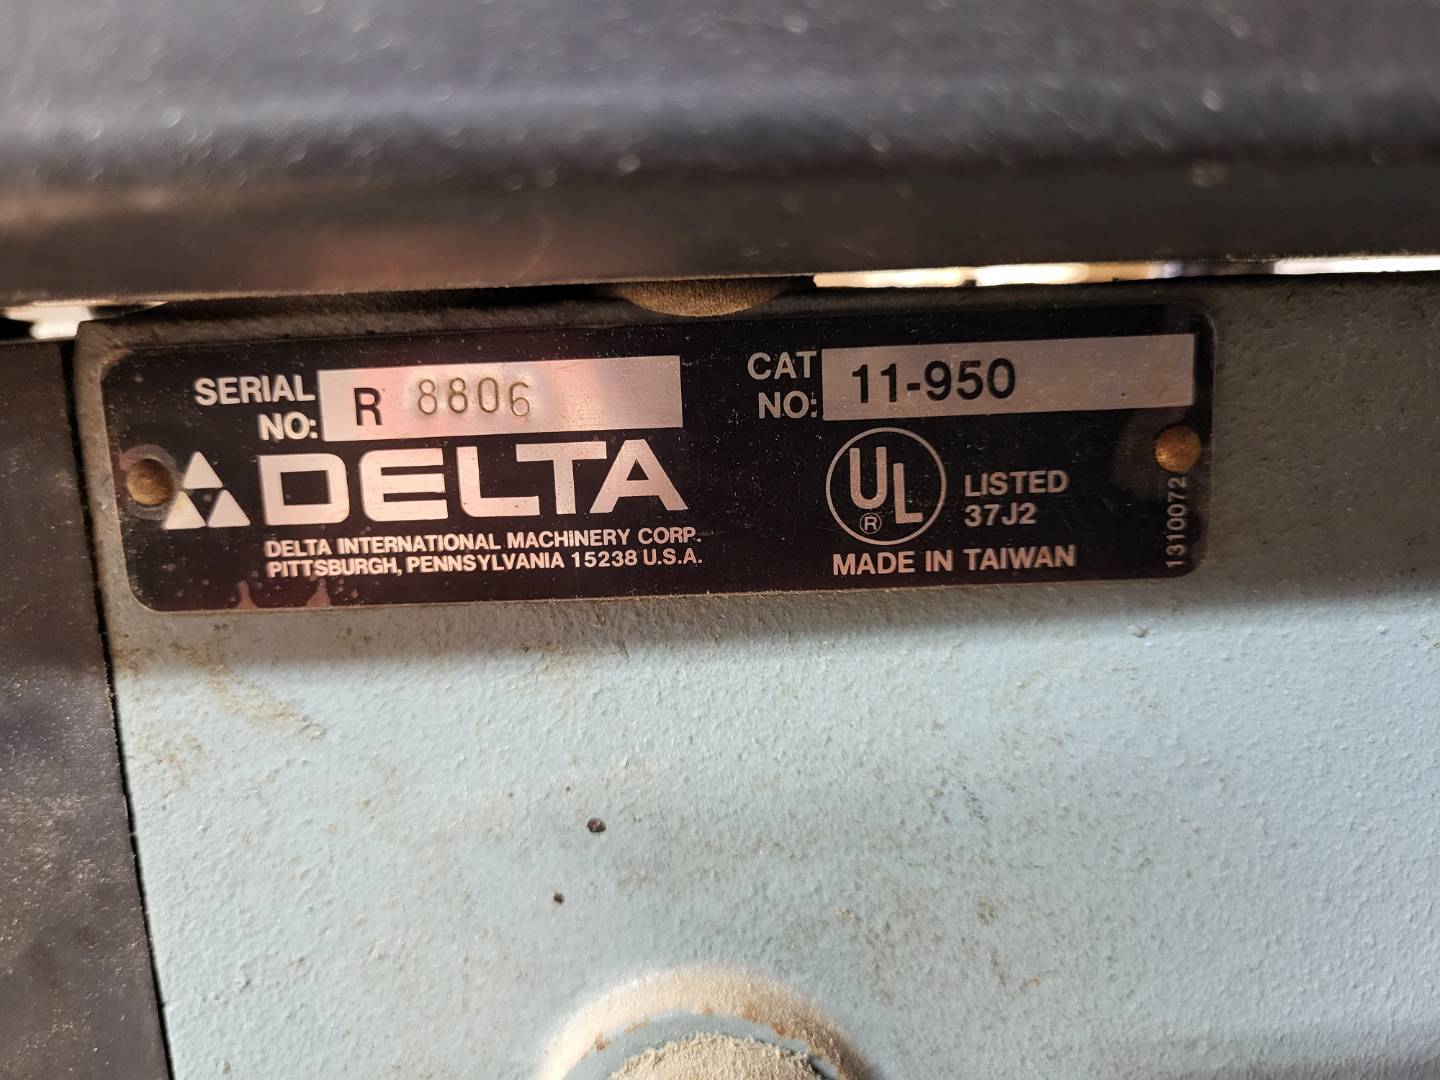 SERIAL NO: R 8806
DELTA
DELTA INTERNATIONAL MACHINERY CORP.
PITTSBURGH, PENNSYLVANIA 15238 U.S.A.
CAT NO: 11-950
UL ®
LISTED
37J2
MADE IN TAIWAN
1310072